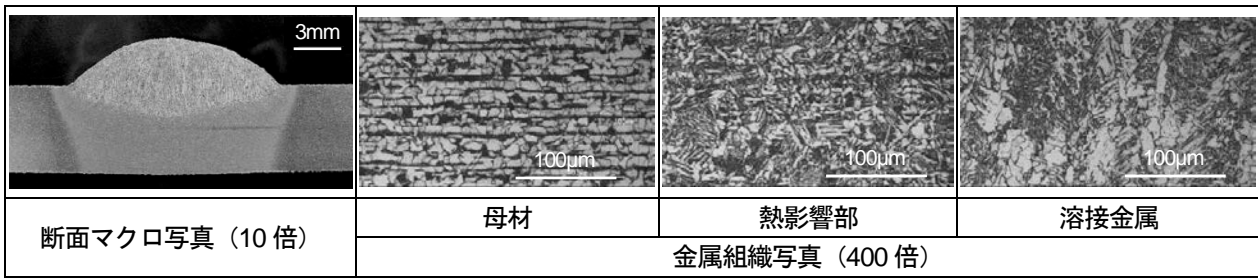 3mm
100μm
100μm
100μm
母材
熱影響部
溶接金属
断面マクロ写真（10 倍）
金属組織写真（400 倍）